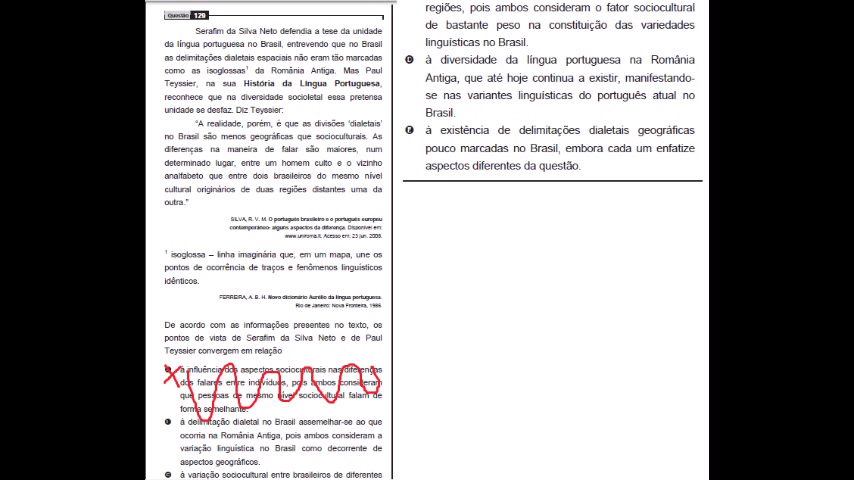 Questão 129
Serafim da Silva Neto defendia a tese da unidade
da língua portuguesa no Brasil, entrevendo que no Brasil
as delimitações dialetais espaciais não eram tão marcadas
como as isoglossas¹ da România Antiga. Mas Paul
Teyssier, na sua História da Língua Portuguesa,
reconhece que na diversidade socioletal essa pretensa
unidade se desfaz. Diz Teyssier:
“A realidade, porém, é que as divisões ‘dialetais’
no Brasil são menos geográficas que socioculturais. As
diferenças na maneira de falar são maiores, num
determinado lugar, entre um homem culto e o vizinho
analfabeto que entre dois brasileiros do mesmo nível
cultural originários de duas regiões distantes uma da
outra.”
SILVA, R. V. M. O português brasileiro e o português europeu
contemporâneo: alguns aspectos da diferença. Disponível em:
www.uniroma.it. Acesso em: 23 jun. 2008.
¹ isoglossa – linha imaginária que, em um mapa, une os
pontos de ocorrência de traços e fenômenos linguísticos
idênticos.
FERREIRA, A. B. H. Novo dicionário Aurélio da língua portuguesa.
Rio de Janeiro: Nova Fronteira, 1986.
De acordo com as informações presentes no texto, os
pontos de vista de Serafim da Silva Neto e de Paul
Teyssier convergem em relação
à influência dos aspectos socioculturais nas diferenças
dos falares entre indivíduos, pois ambos consideram
que pessoas de mesmo nível sociocultural falam de
forma semelhante.
B à delimitação dialetal no Brasil assemelhar-se ao que
ocorria na România Antiga, pois ambos consideram a
variação linguística no Brasil como decorrente de
aspectos geográficos.
C à variação sociocultural entre brasileiros de diferentes
regiões, pois ambos consideram o fator sociocultural
de bastante peso na constituição das variedades
linguísticas no Brasil.
D à diversidade da língua portuguesa na România
Antiga, que até hoje continua a existir, manifestando-
se nas variantes linguísticas do português atual no
Brasil.
E à existência de delimitações dialetais geográficas
pouco marcadas no Brasil, embora cada um enfatize
aspectos diferentes da questão.